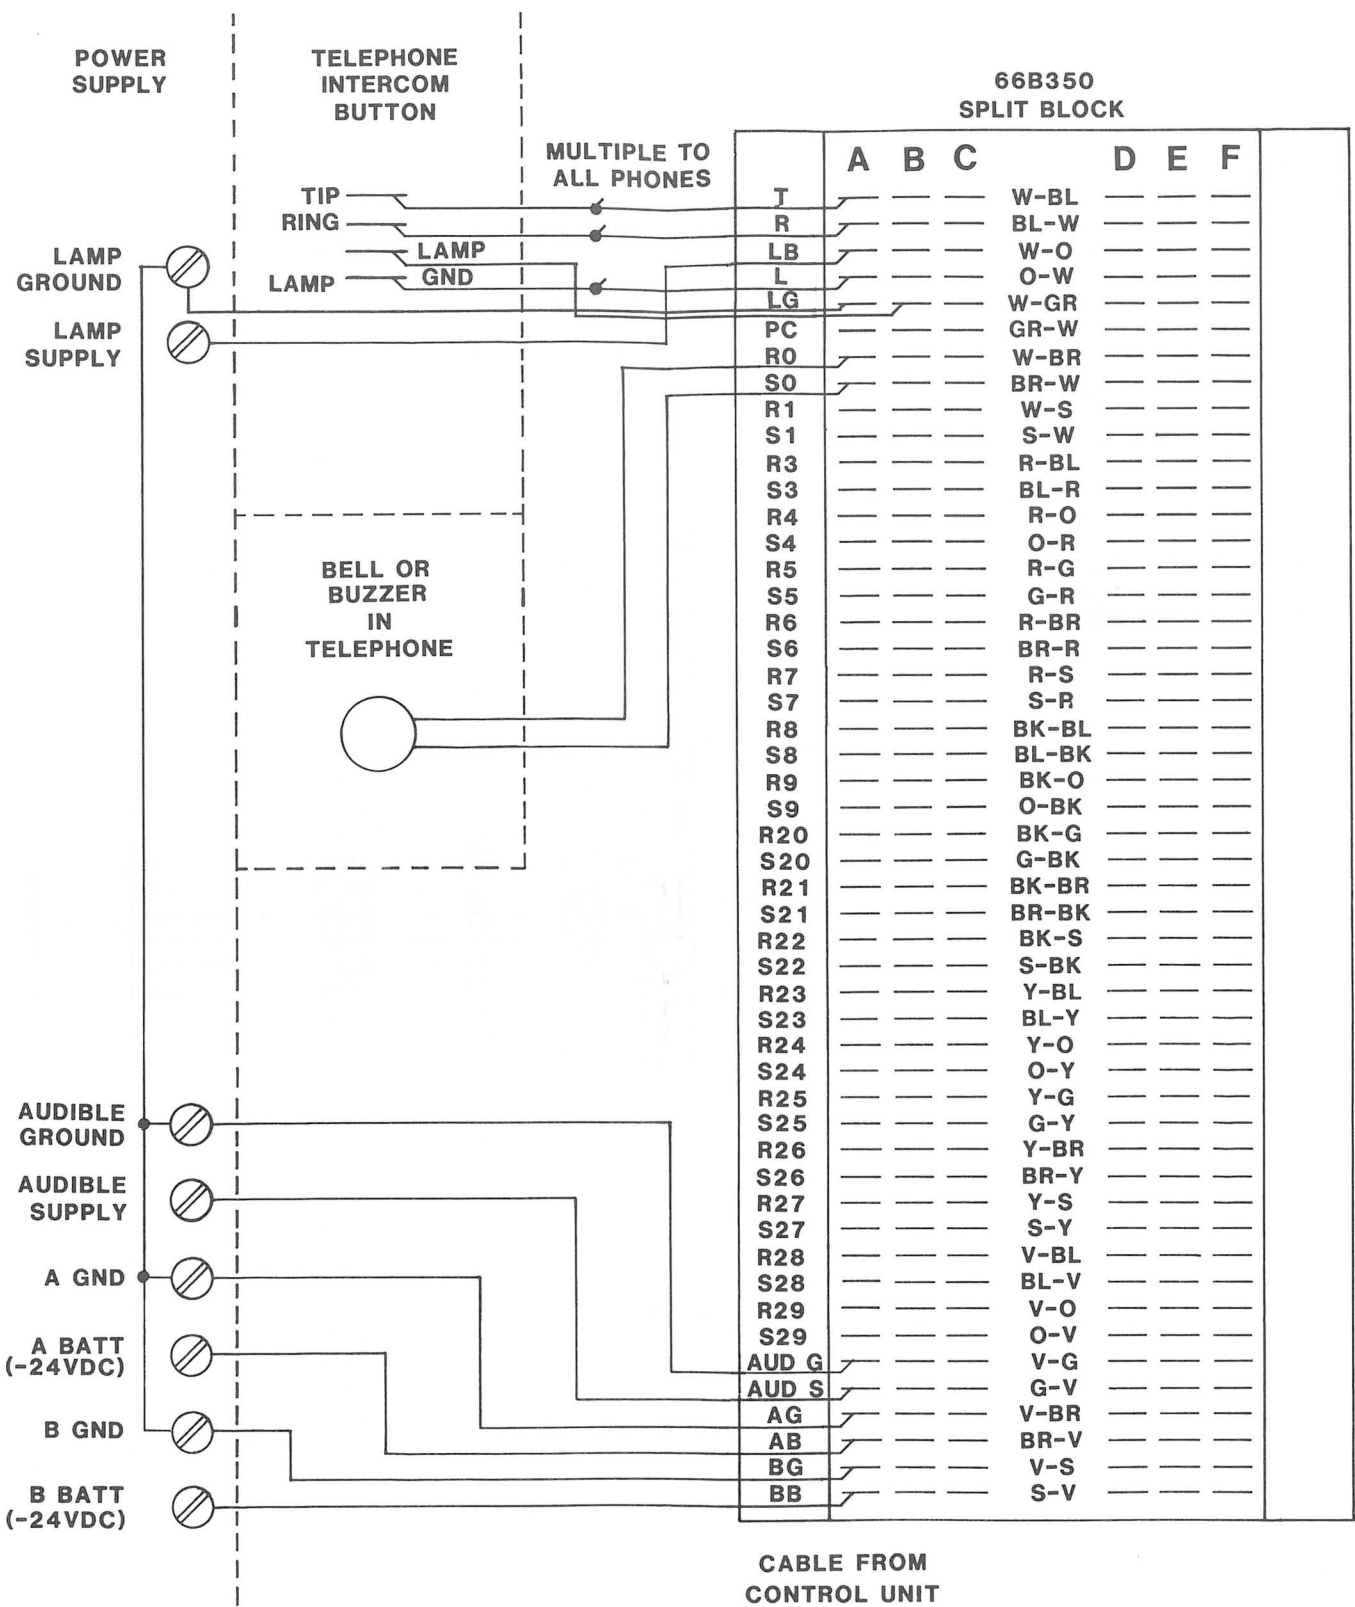 POWER
SUPPLY
TELEPHONE
INTERCOM
BUTTON
66B350
SPLIT BLOCK
MULTIPLE TO
ALL PHONES
A B C D E F
TIP
RING
LAMP
GND
LAMP
LAMP
GROUND
LAMP
SUPPLY
T W-BL
R BL-W
LB W-O
L O-W
LG W-GR
PC GR-W
R0 W-BR
S0 BR-W
R1 W-S
S1 S-W
R3 R-BL
S3 BL-R
R4 R-O
S4 O-R
R5 R-G
S5 G-R
R6 R-BR
S6 BR-R
R7 R-S
S7 S-R
R8 BK-BL
S8 BL-BK
R9 BK-O
S9 O-BK
R20 BK-G
S20 G-BK
R21 BK-BR
S21 BR-BK
R22 BK-S
S22 S-BK
R23 Y-BL
S23 BL-Y
R24 Y-O
S24 O-Y
R25 Y-G
S25 G-Y
R26 Y-BR
S26 BR-Y
R27 Y-S
S27 S-Y
R28 V-BL
S28 BL-V
R29 V-O
S29 O-V
AUD G V-G
AUD S G-V
AG V-BR
AB BR-V
BG V-S
BB S-V
BELL OR
BUZZER
IN
TELEPHONE
AUDIBLE
GROUND
AUDIBLE
SUPPLY
A GND
A BATT
(-24VDC)
B GND
B BATT
(-24VDC)
CABLE FROM
CONTROL UNIT